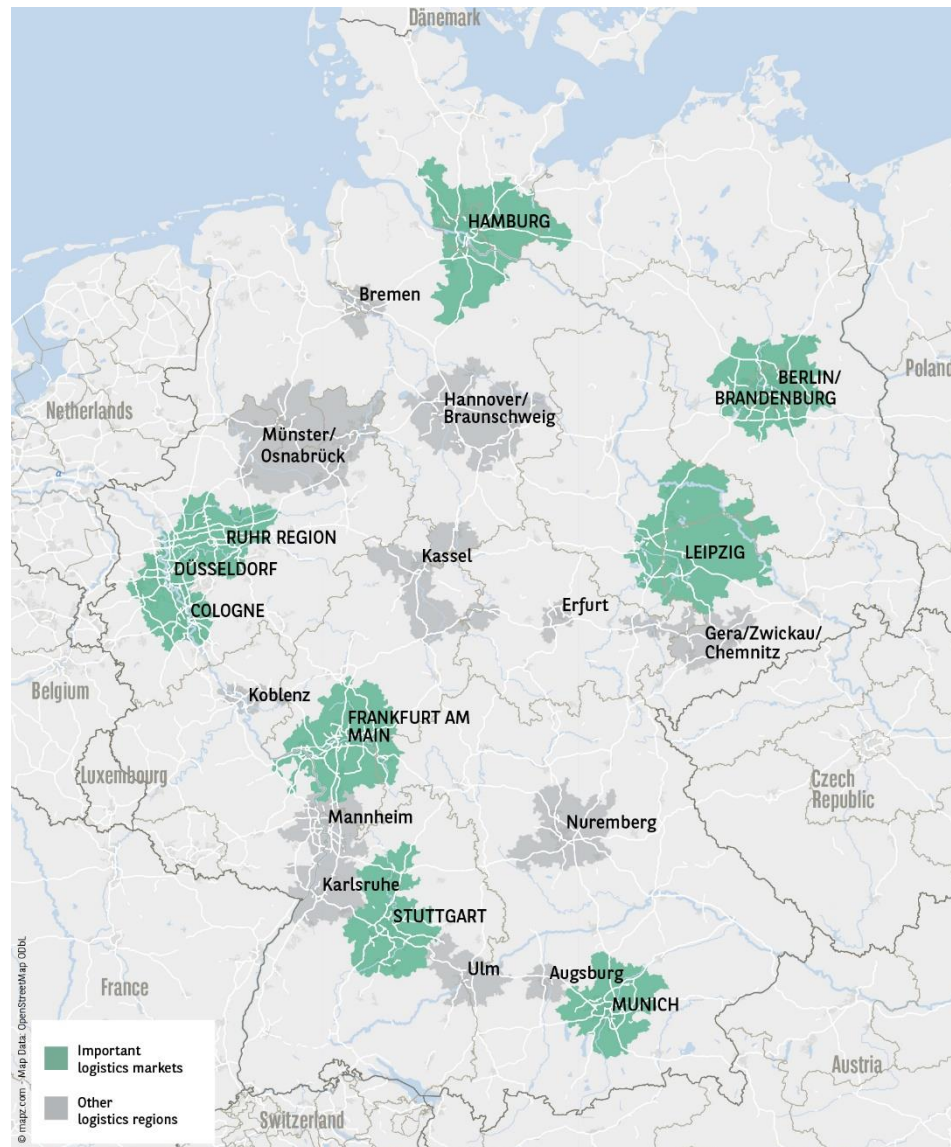 Dänemark
HAMBURG
Bremen
BERLIN/
BRANDENBURG
Poland
Netherlands
Hannover/
Braunschweig
Münster/
Osnabrück
RUHR REGION
DÜSSELDORF
COLOGNE
Kassel
LEIPZIG
Erfurt
Gera/Zwickau/
Chemnitz
Belgium
Koblenz
FRANKFURT AM
MAIN
Luxembourg
Czech
Republic
Mannheim
Nuremberg
Karlsruhe
STUTTGART
Ulm
Augsburg
MUNICH
France
Austria
Switzerland
Important
logistics markets
Other
logistics regions
© mapz.com - Map Data: OpenStreetMap ODbL